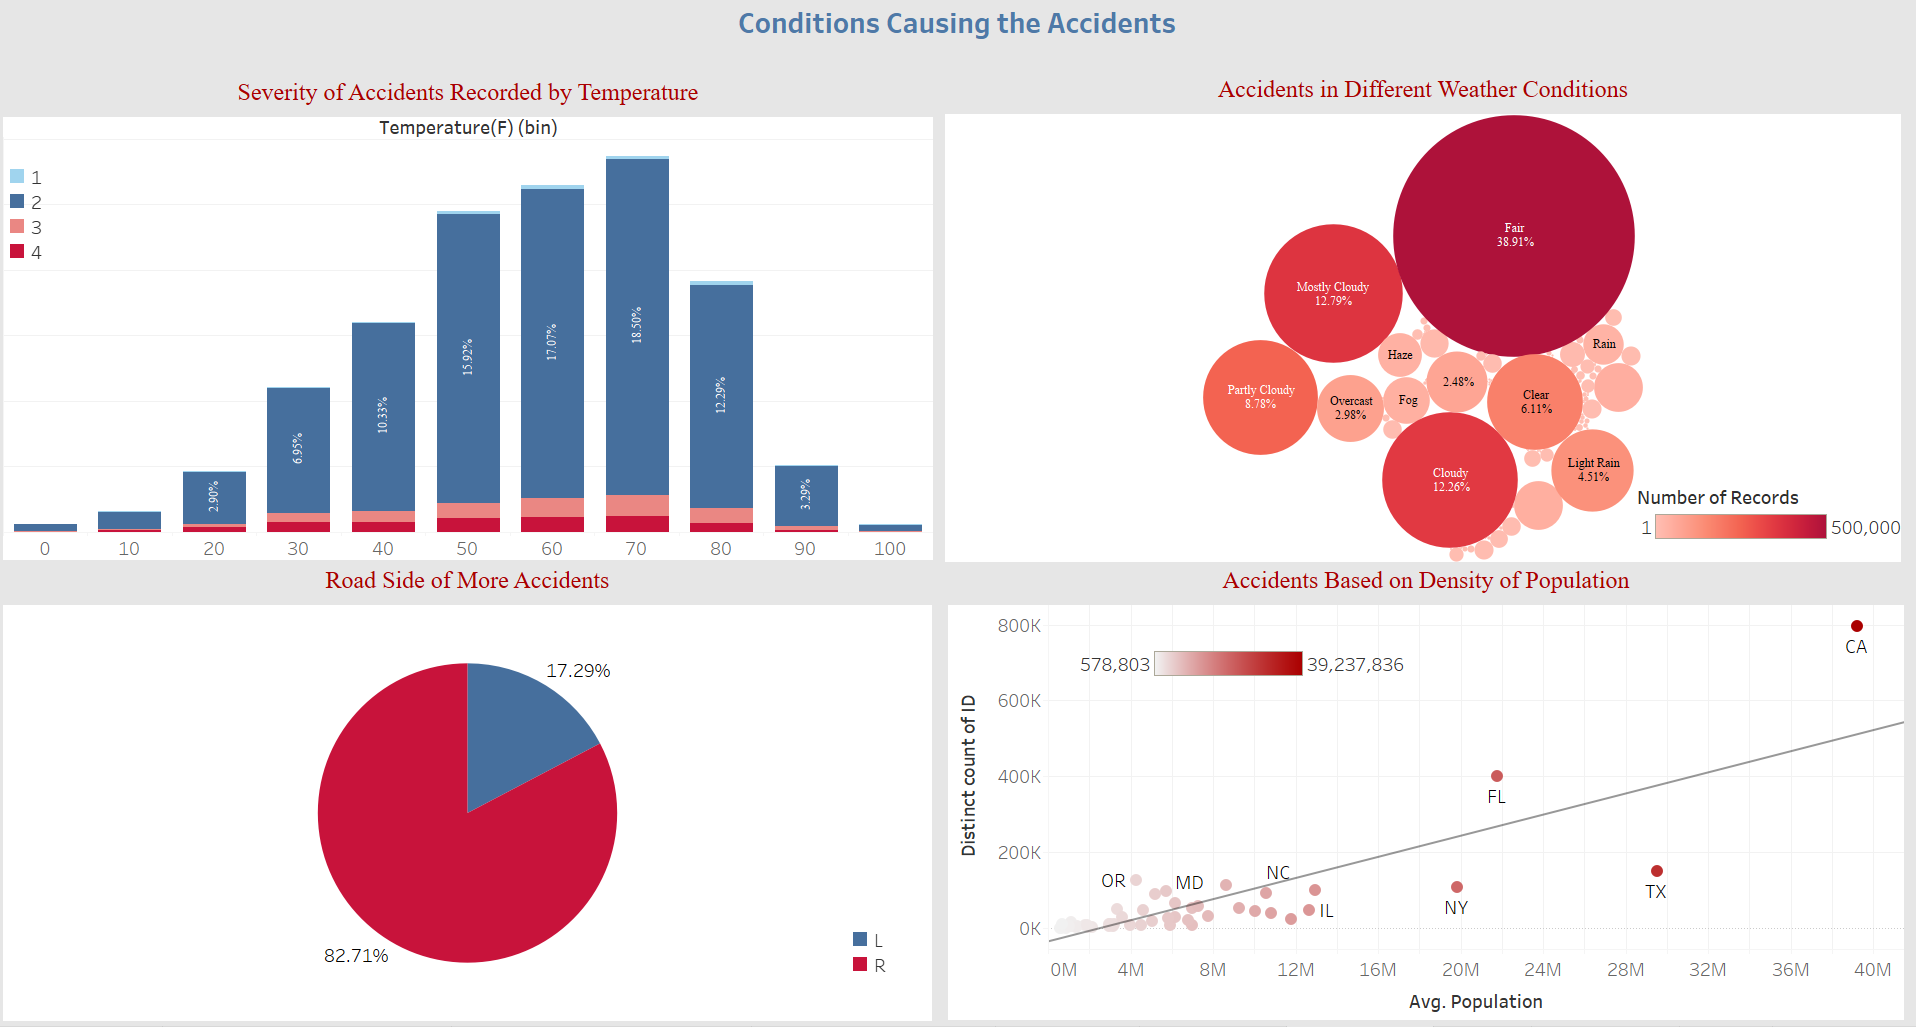 Conditions Causing the Accidents
Severity of Accidents Recorded by Temperature
Temperature(F) (bin)
1
2
3
4
2.90%
6.95%
10.33%
15.92%
17.07%
18.50%
12.29%
3.29%
0 10 20 30 40 50 60 70 80 90 100
Accidents in Different Weather Conditions
Fair
38.91%
Mostly Cloudy
12.79%
Haze
Rain
Partly Cloudy
8.78%
Overcast
2.98%
Fog
2.48%
Clear
6.11%
Cloudy
12.26%
Light Rain
4.51%
Number of Records
1 500,000
Road Side of More Accidents
17.29%
82.71%
L
R
Accidents Based on Density of Population
800K
600K
400K
200K
0K
Distinct count of ID
578,803 39,237,836
CA
FL
TX
NY
NC
IL
MD
OR
0M 4M 8M 12M 16M 20M 24M 28M 32M 36M 40M
Avg. Population